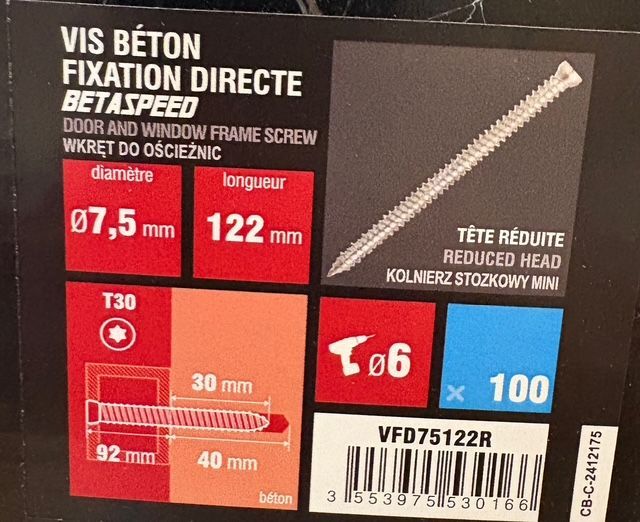 VIS BÉTON
FIXATION DIRECTE
BETASPEED
DOOR AND WINDOW FRAME SCREW
WKRĘT DO OŚCIEŻNIC
diamètre
Ø7,5 mm
longueur
122 mm
TÊTE RÉDUITE
REDUCED HEAD
KOLNIERZ STOZKOWY MINI
T30
30 mm
92 mm
40 mm
béton
Ø6
x 100
VFD75122R
3 553975 530166
CB-C-2412175